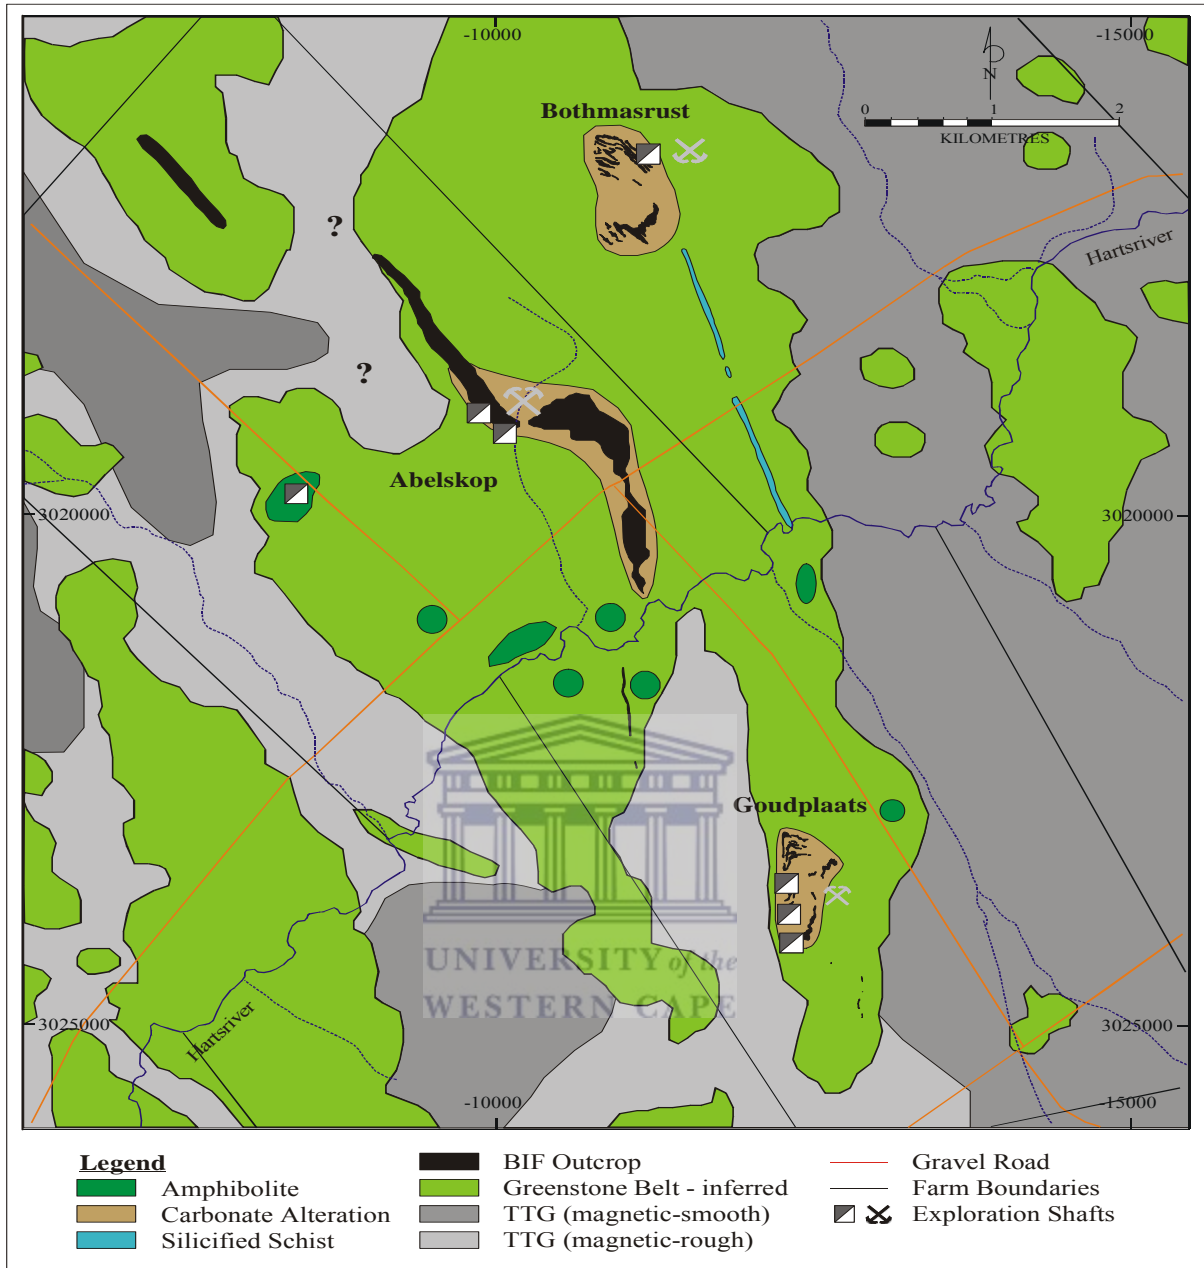 -10000
-15000
N
Bothmasrust
0 1 2
KILOMETRES
?
Hartsriver
?
Abelskop
3020000
3020000
Goudplaats
UNIVERSITY of the
WESTERN CAPE
3025000
3025000
Hartsriver
-10000
-15000
Legend
Amphibolite
Carbonate Alteration
Silicified Schist
BIF Outcrop
Greenstone Belt - inferred
TTG (magnetic-smooth)
TTG (magnetic-rough)
Gravel Road
Farm Boundaries
Exploration Shafts